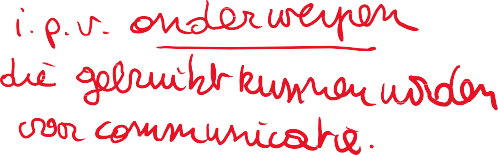 i.p.v. onderwerpen
die gebruikt kunnen worden
voor communicatie.